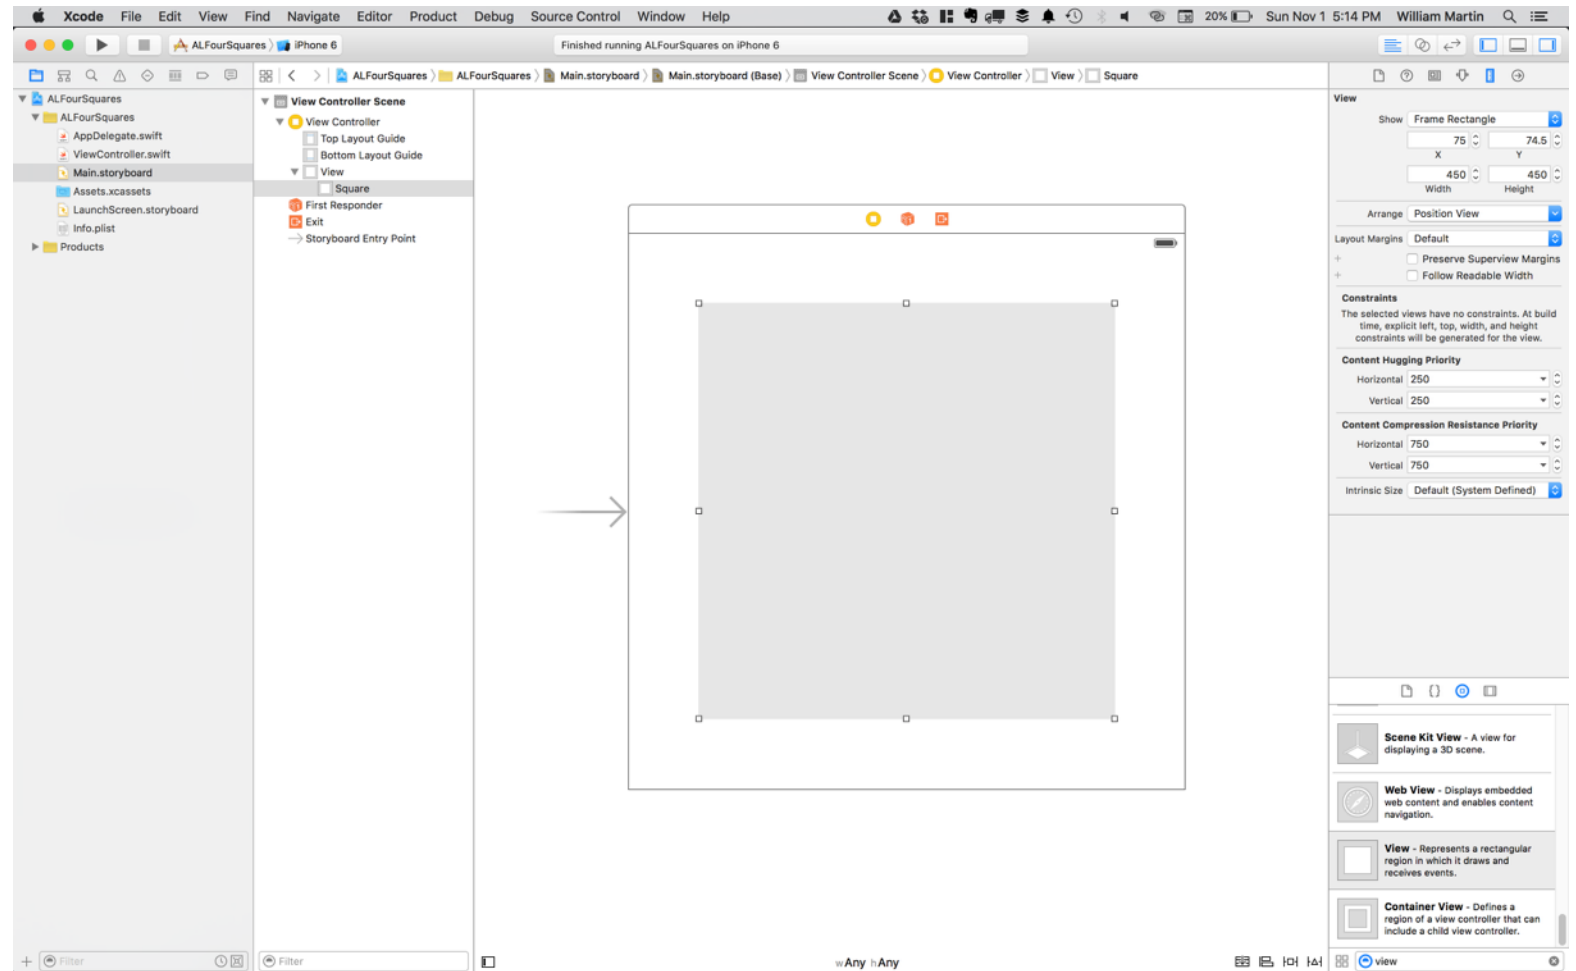 Xcode File Edit View Find Navigate Editor Product Debug Source Control Window Help 20% Sun Nov 1 5:14 PM William Martin
ALFourSquares iPhone 6 Finished running ALFourSquares on iPhone 6
ALFourSquares ALFourSquares Main.storyboard Main.storyboard (Base) View Controller Scene View Controller View Square
ALFourSquares
ALFourSquares
AppDelegate.swift
ViewController.swift
Main.storyboard
Assets.xcassets
LaunchScreen.storyboard
Info.plist
Products
Filter
View Controller Scene
View Controller
Top Layout Guide
Bottom Layout Guide
View
Square
First Responder
Exit
Storyboard Entry Point
Filter
wAny hAny
View
Show Frame Rectangle
75 74.5
X Y
450 450
Width Height
Arrange Position View
Layout Margins Default
Preserve Superview Margins
Follow Readable Width
Constraints
The selected views have no constraints. At build
time, explicit left, top, width, and height
constraints will be generated for the view.
Content Hugging Priority
Horizontal 250
Vertical 250
Content Compression Resistance Priority
Horizontal 750
Vertical 750
Intrinsic Size Default (System Defined)
Scene Kit View - A view for
displaying a 3D scene.
Web View - Displays embedded
web content and enables content
navigation.
View - Represents a rectangular
region in which it draws and
receives events.
Container View - Defines a
region of a view controller that can
include a child view controller.
view